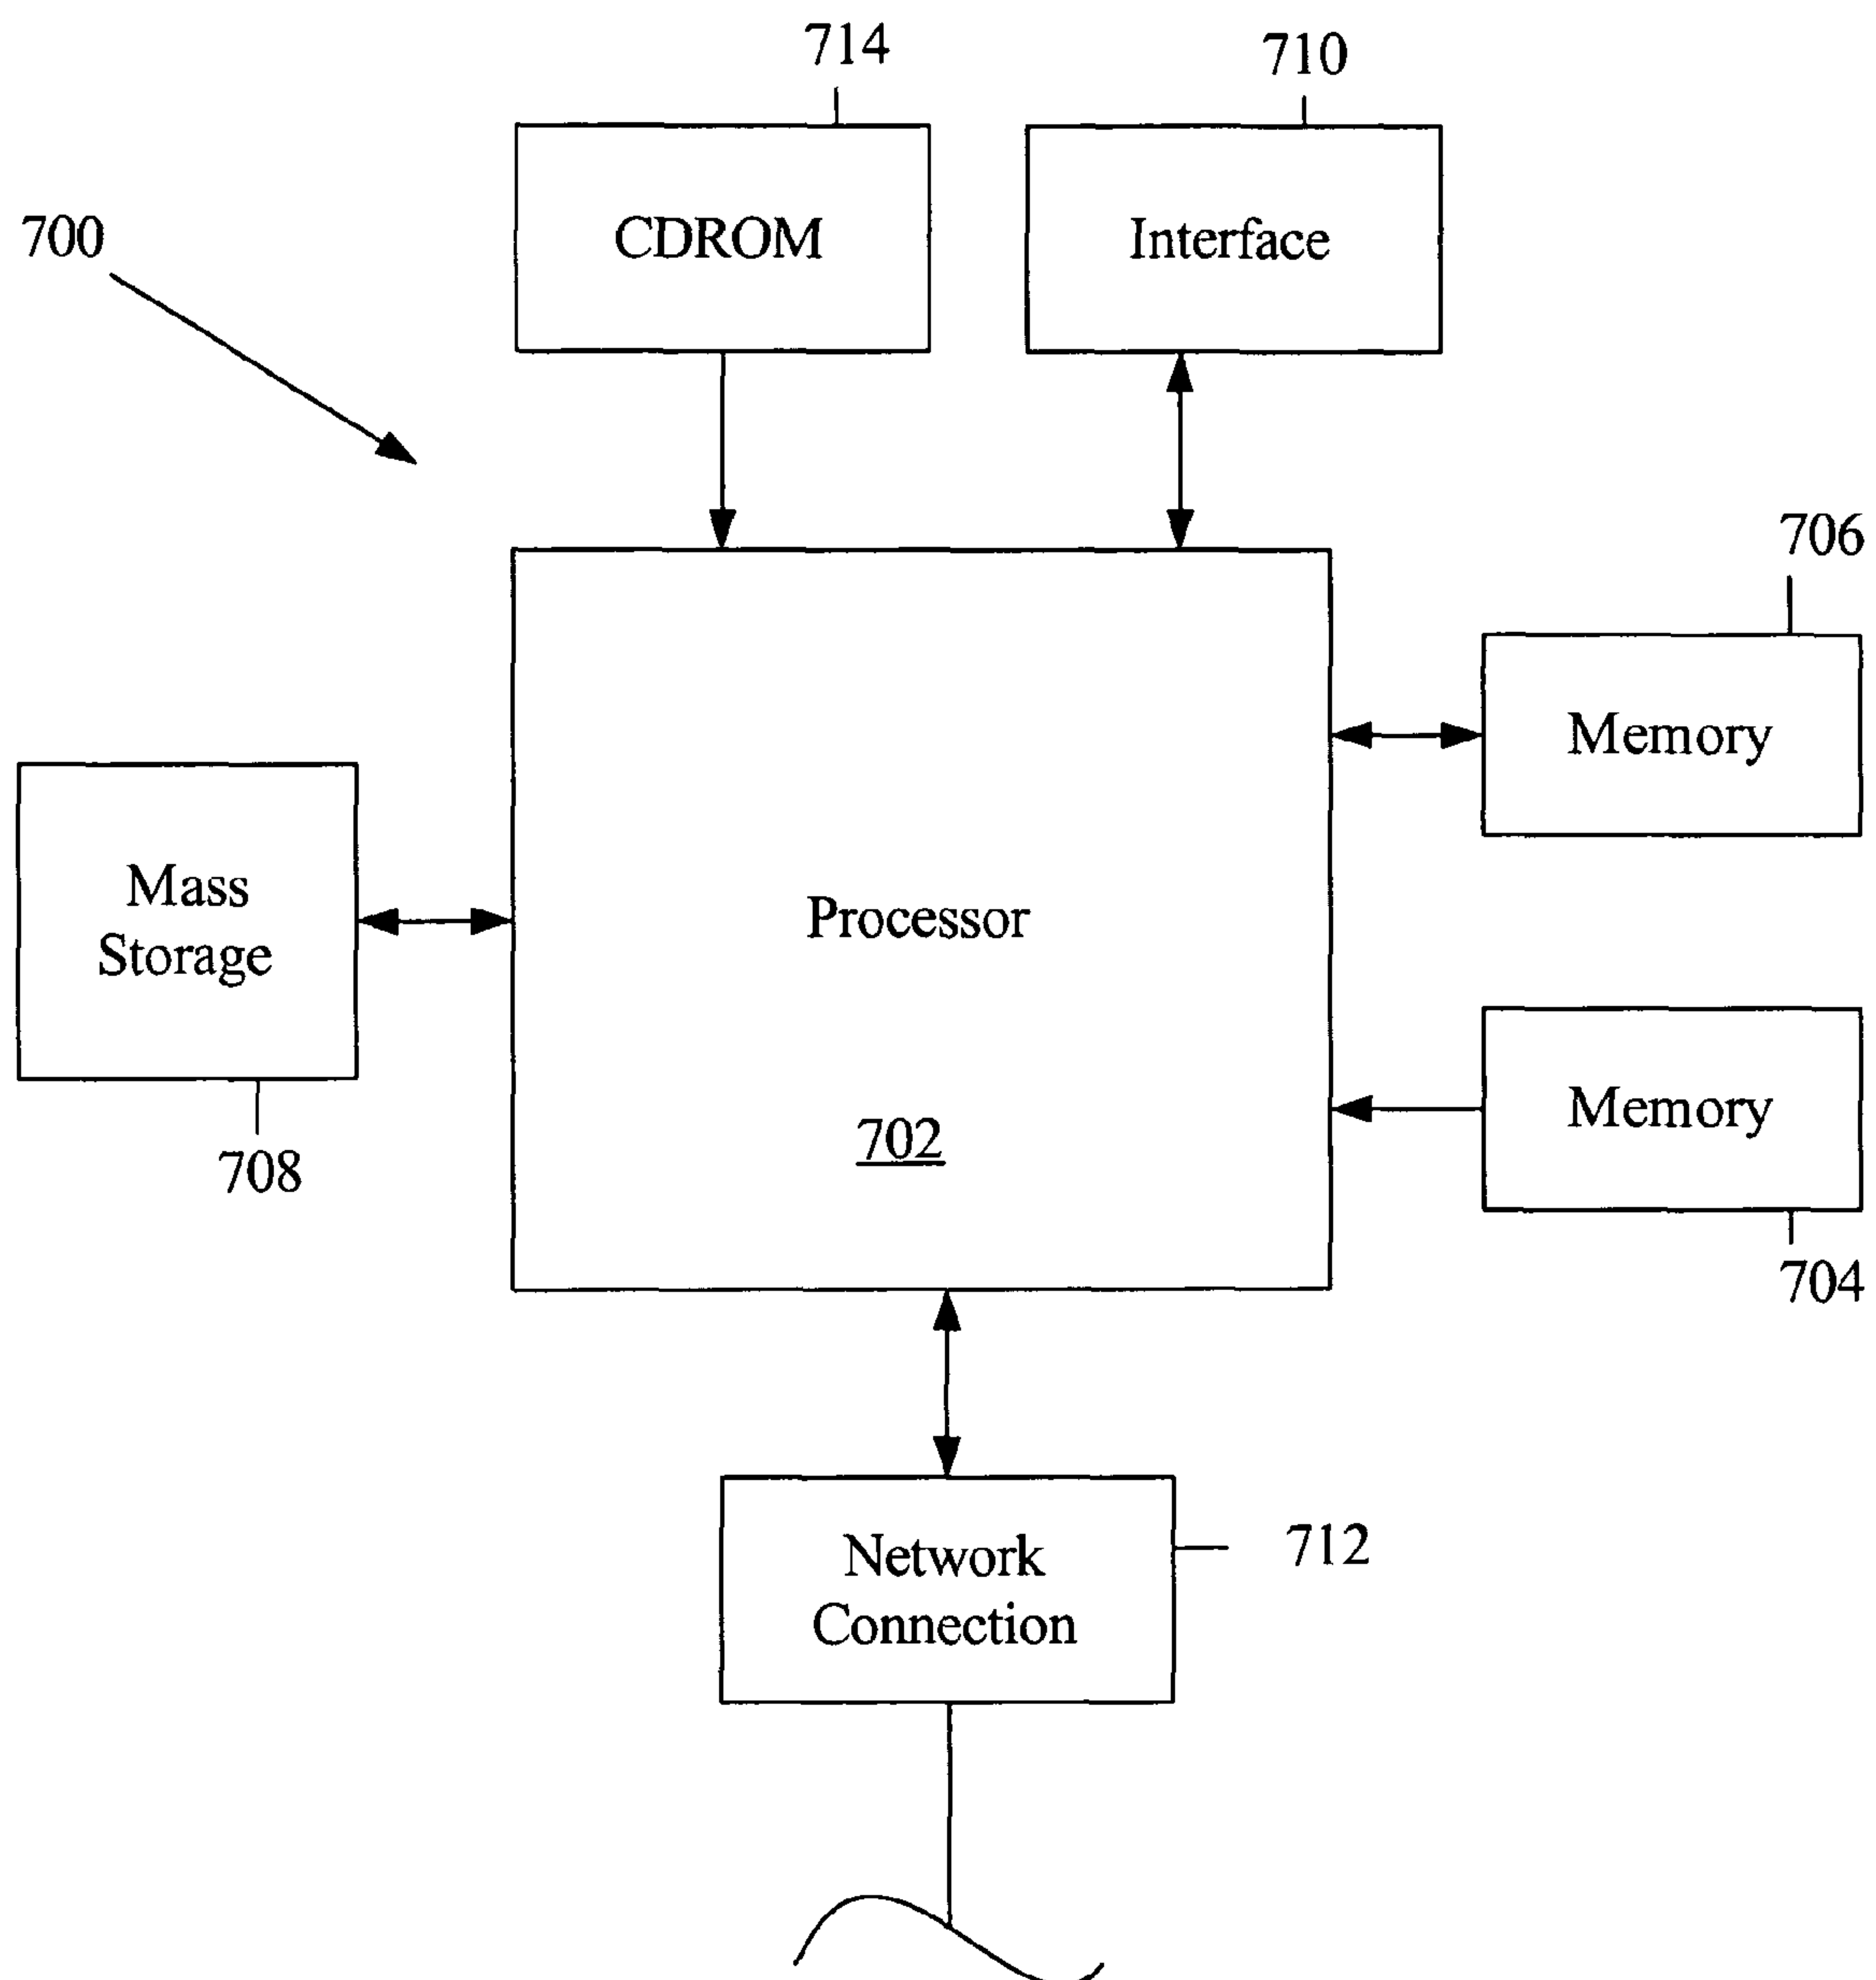 714
710
700
CDROM
Interface
706
Memory
Mass
Storage
Processor
Memory
702
708
704
Network
Connection
712